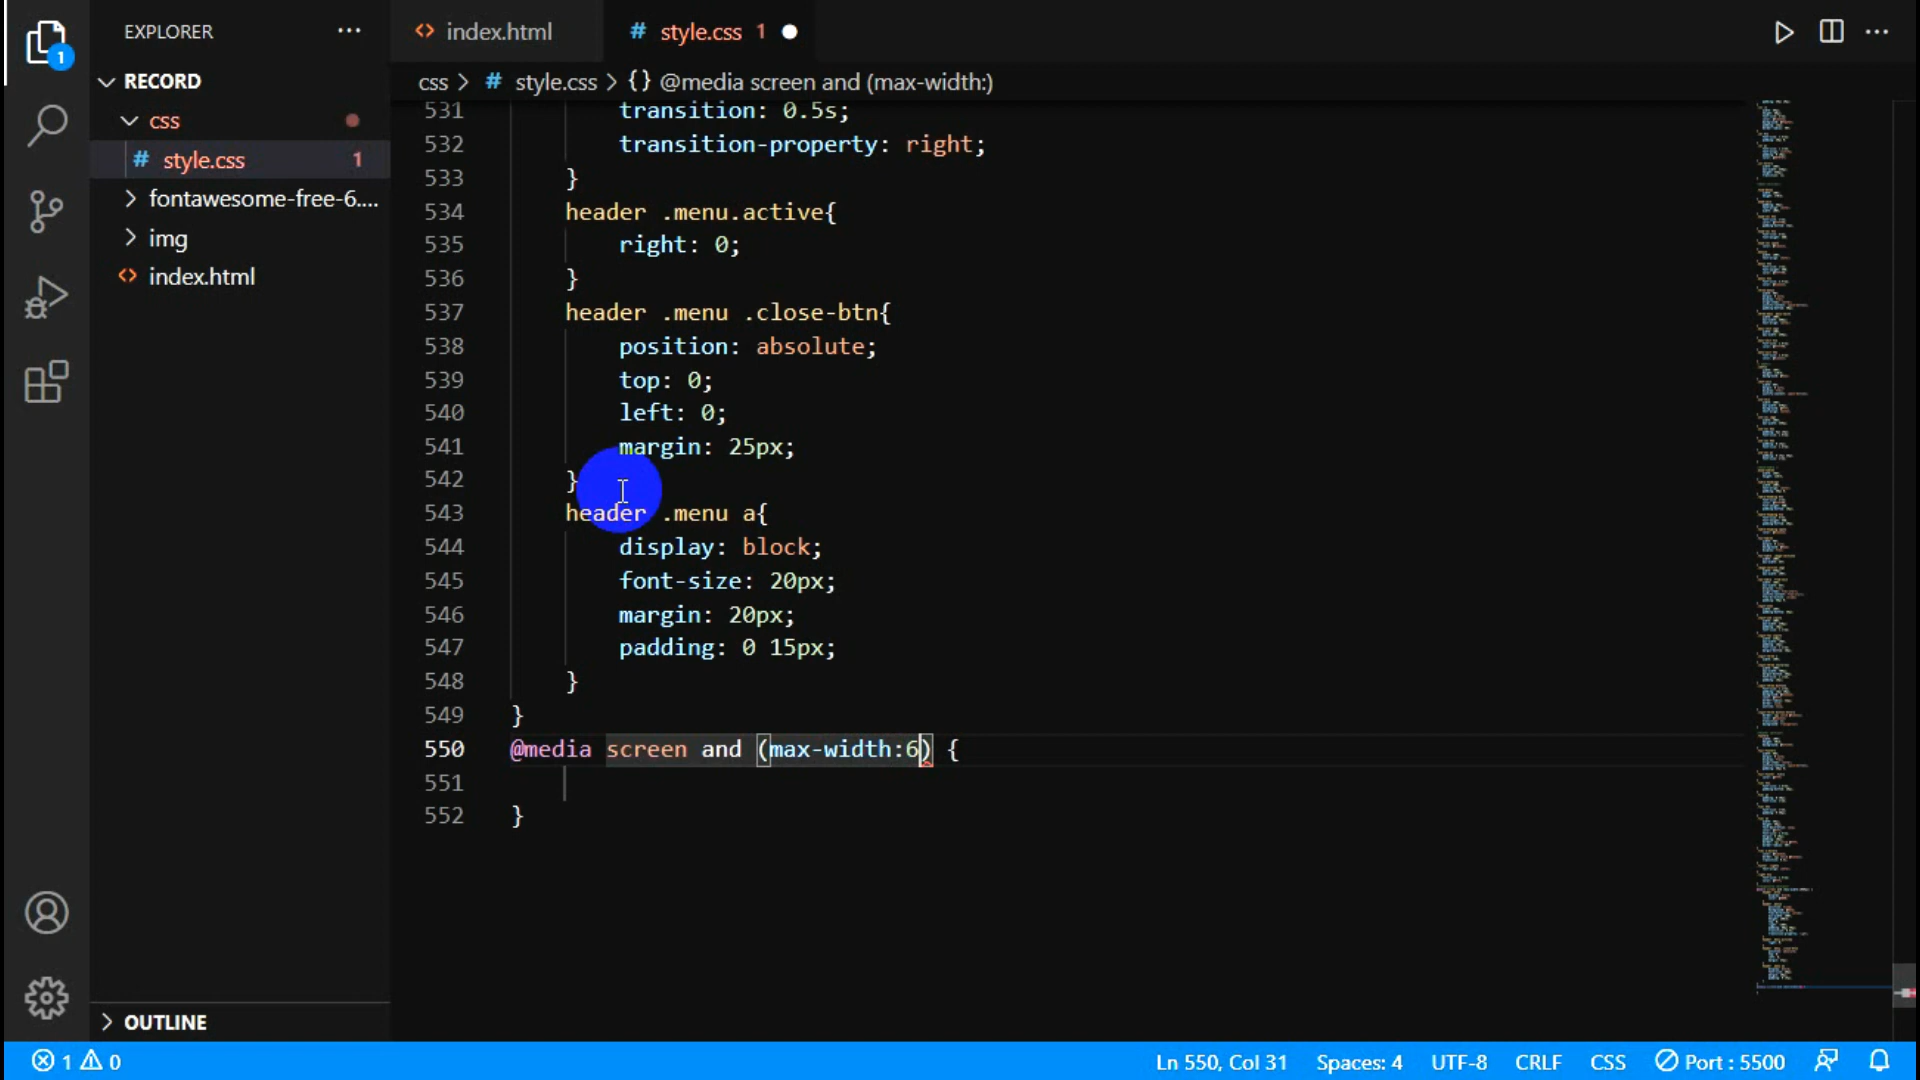 EXPLORER
RECORD
css
# style.css 1
fontawesome-free-6....
img
<> index.html
OUTLINE
1
<> index.html # style.css 1
css > # style.css > {} @media screen and (max-width:)
531 transition: 0.5s;
532 transition-property: right;
533 }
534 header .menu.active{
535 right: 0;
536 }
537 header .menu .close-btn{
538 position: absolute;
539 top: 0;
540 left: 0;
541 margin: 25px;
542 }
543 header .menu a{
544 display: block;
545 font-size: 20px;
546 margin: 20px;
547 padding: 0 15px;
548 }
549 }
550 @media screen and (max-width:6) {
551
552 }
1 0 Ln 550, Col 31 Spaces: 4 UTF-8 CRLF CSS Port : 5500